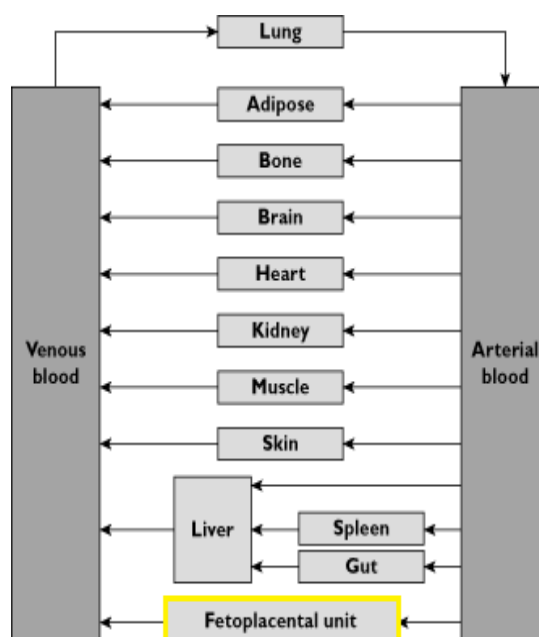 Lung
Adipose
Bone
Brain
Heart
Kidney
Venous
blood
Arterial
blood
Muscle
Skin
Liver
Spleen
Gut
Fetoplacental unit